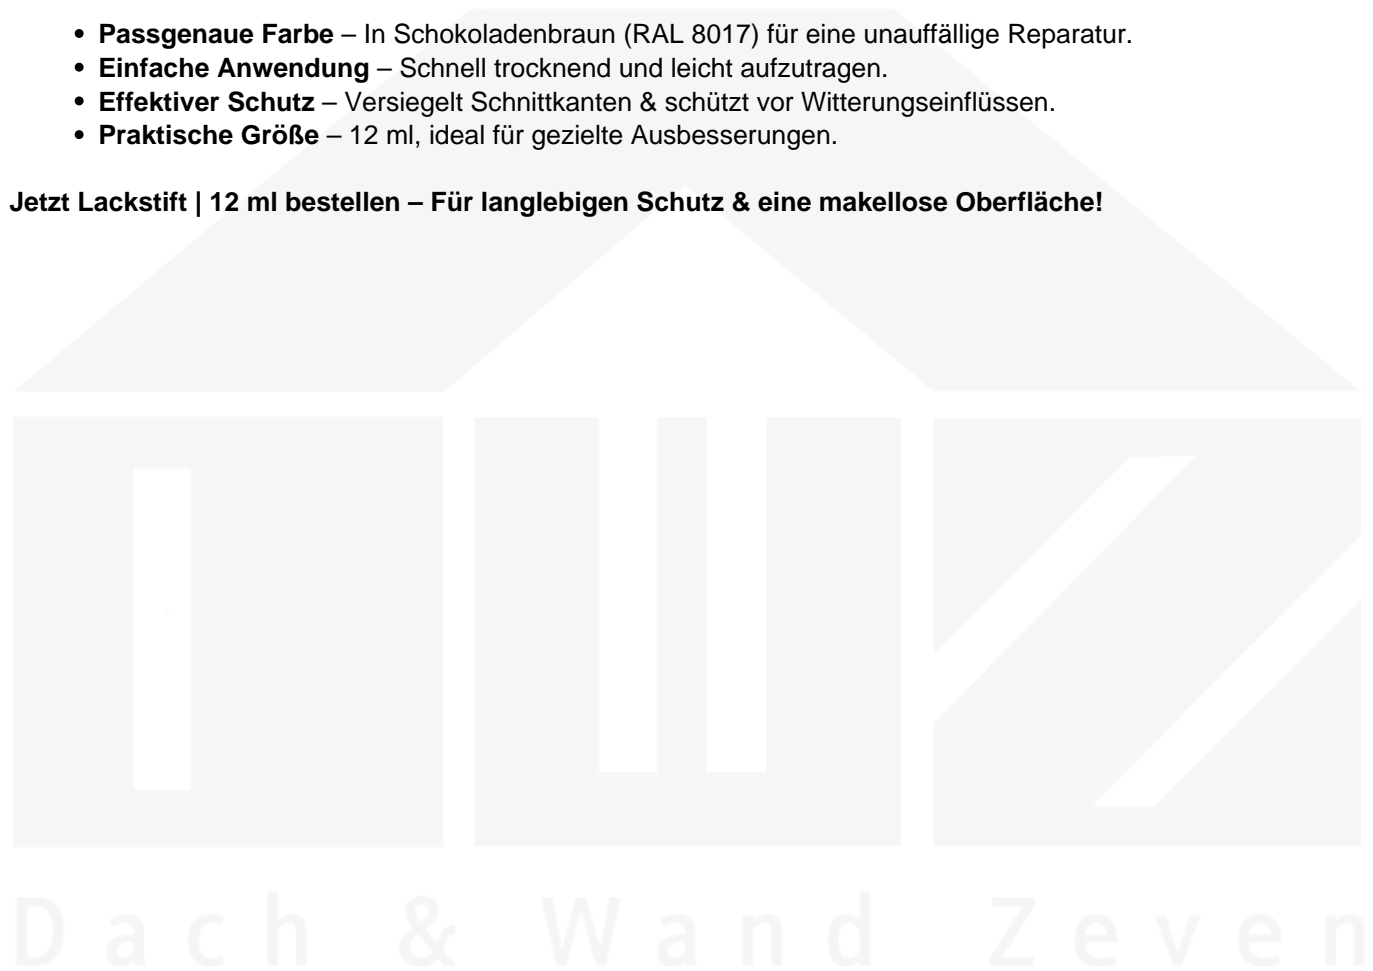 • Passgenaue Farbe – In Schokoladenbraun (RAL 8017) für eine unauffällige Reparatur.
• Einfache Anwendung – Schnell trocknend und leicht aufzutragen.
• Effektiver Schutz – Versiegelt Schnittkanten & schützt vor Witterungseinflüssen.
• Praktische Größe – 12 ml, ideal für gezielte Ausbesserungen.
Jetzt Lackstift | 12 ml bestellen – Für langlebigen Schutz & eine makellose Oberfläche!
Dach & Wand Zeven